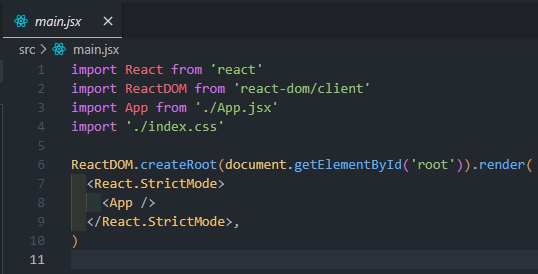 main.jsx ×
src > main.jsx
1 import React from 'react'
2 import ReactDOM from 'react-dom/client'
3 import App from './App.jsx'
4 import './index.css'
5
6 ReactDOM.createRoot(document.getElementById('root')).render(
7   <React.StrictMode>
8     <App />
9   </React.StrictMode>,
10 )
11